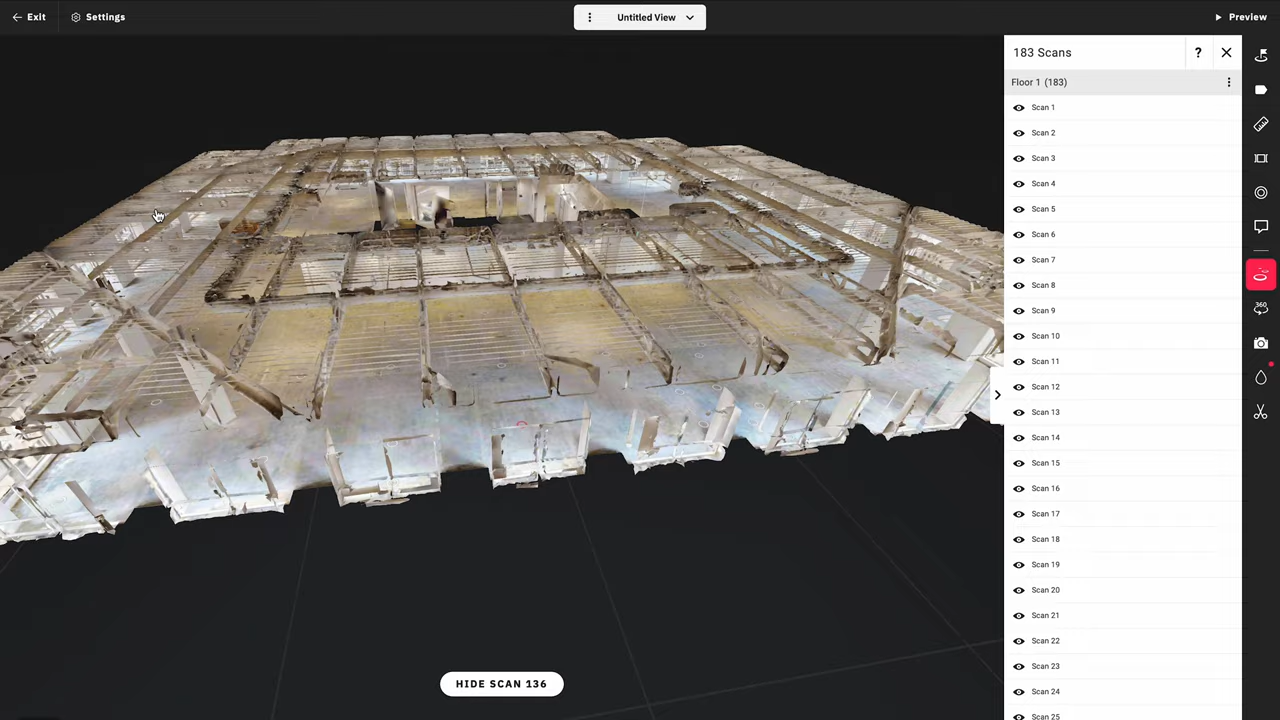 Exit
Settings
Untitled View
Preview
183 Scans
?
Floor 1 (183)
Scan 1
Scan 2
Scan 3
Scan 4
Scan 5
Scan 6
Scan 7
Scan 8
Scan 9
Scan 10
Scan 11
Scan 12
Scan 13
Scan 14
Scan 15
Scan 16
Scan 17
Scan 18
Scan 19
Scan 20
Scan 21
Scan 22
Scan 23
Scan 24
Scan 25
360
HIDE SCAN 136